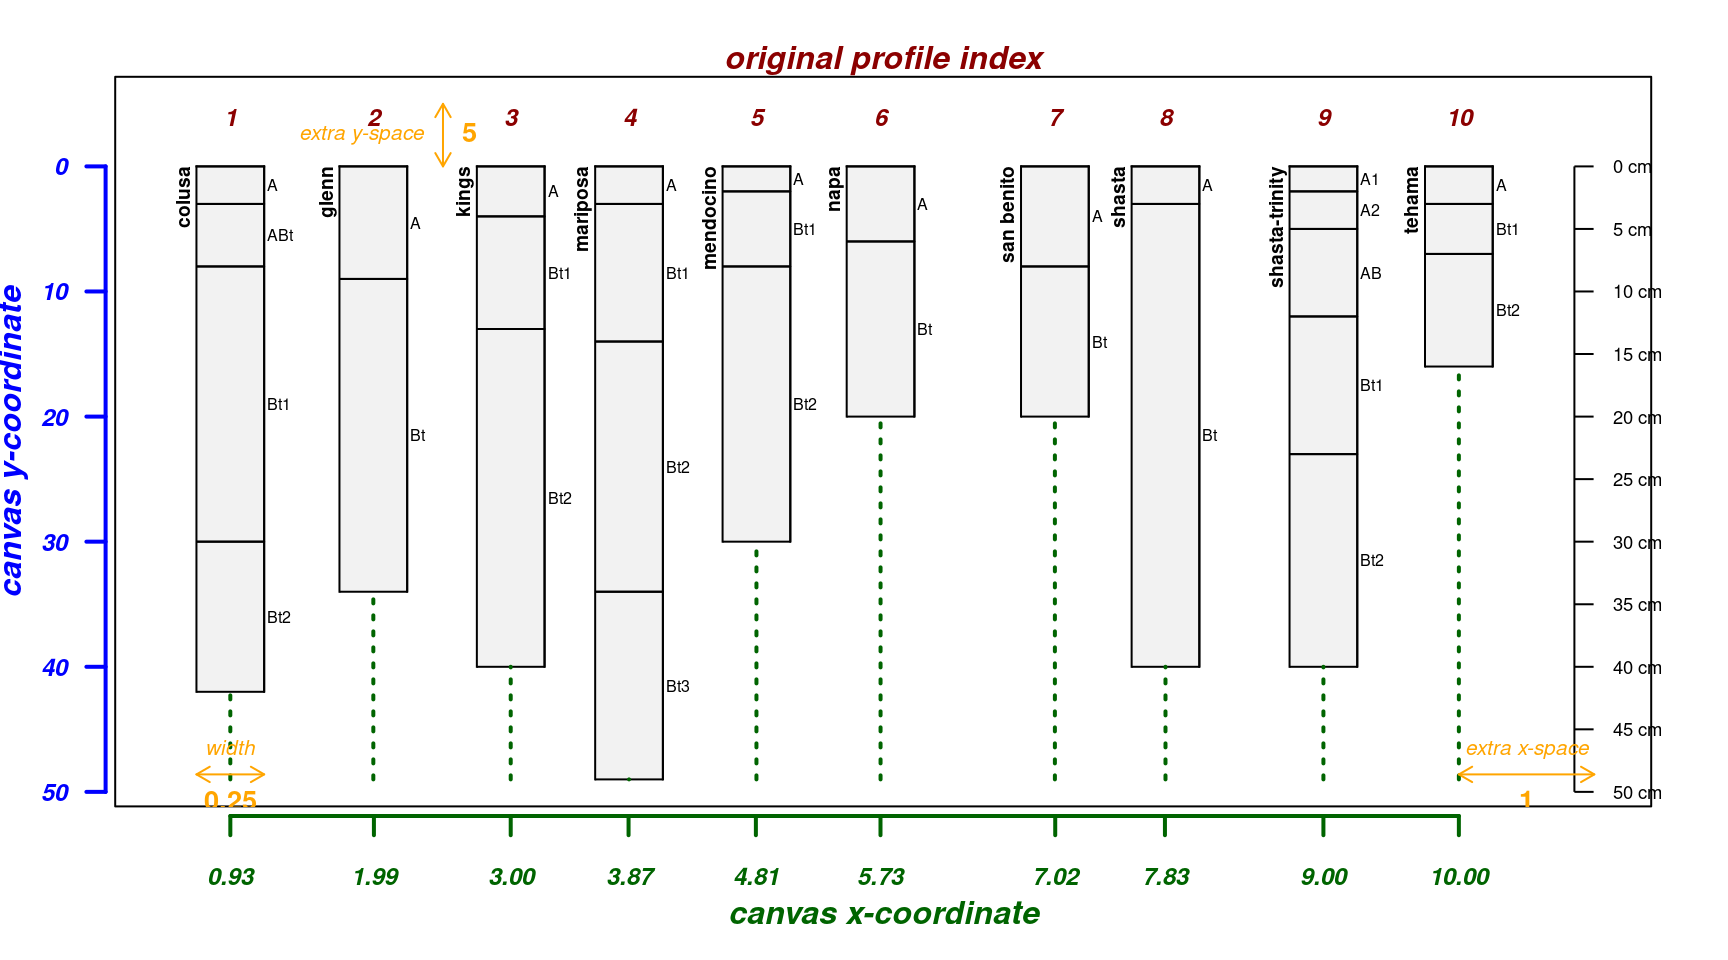 original profile index
1 2 3 4 5 6 7 8 9 10
extra y-space 5
canvas y-coordinate
0
10
20
30
40
50
colusa
A
ABt
Bt1
Bt2
glenn
A
Bt
kings
A
Bt1
Bt2
mariposa
A
Bt1
Bt2
Bt3
mendocino
A
Bt1
Bt2
napa
A
Bt
san benito
A
Bt
shasta
A
Bt
shasta-trinity
A1
A2
AB
Bt1
Bt2
tehama
A
Bt1
Bt2
0 cm
5 cm
10 cm
15 cm
20 cm
25 cm
30 cm
35 cm
40 cm
45 cm
50 cm
width
0.25
extra x-space
1
0.93 1.99 3.00 3.87 4.81 5.73 7.02 7.83 9.00 10.00
canvas x-coordinate